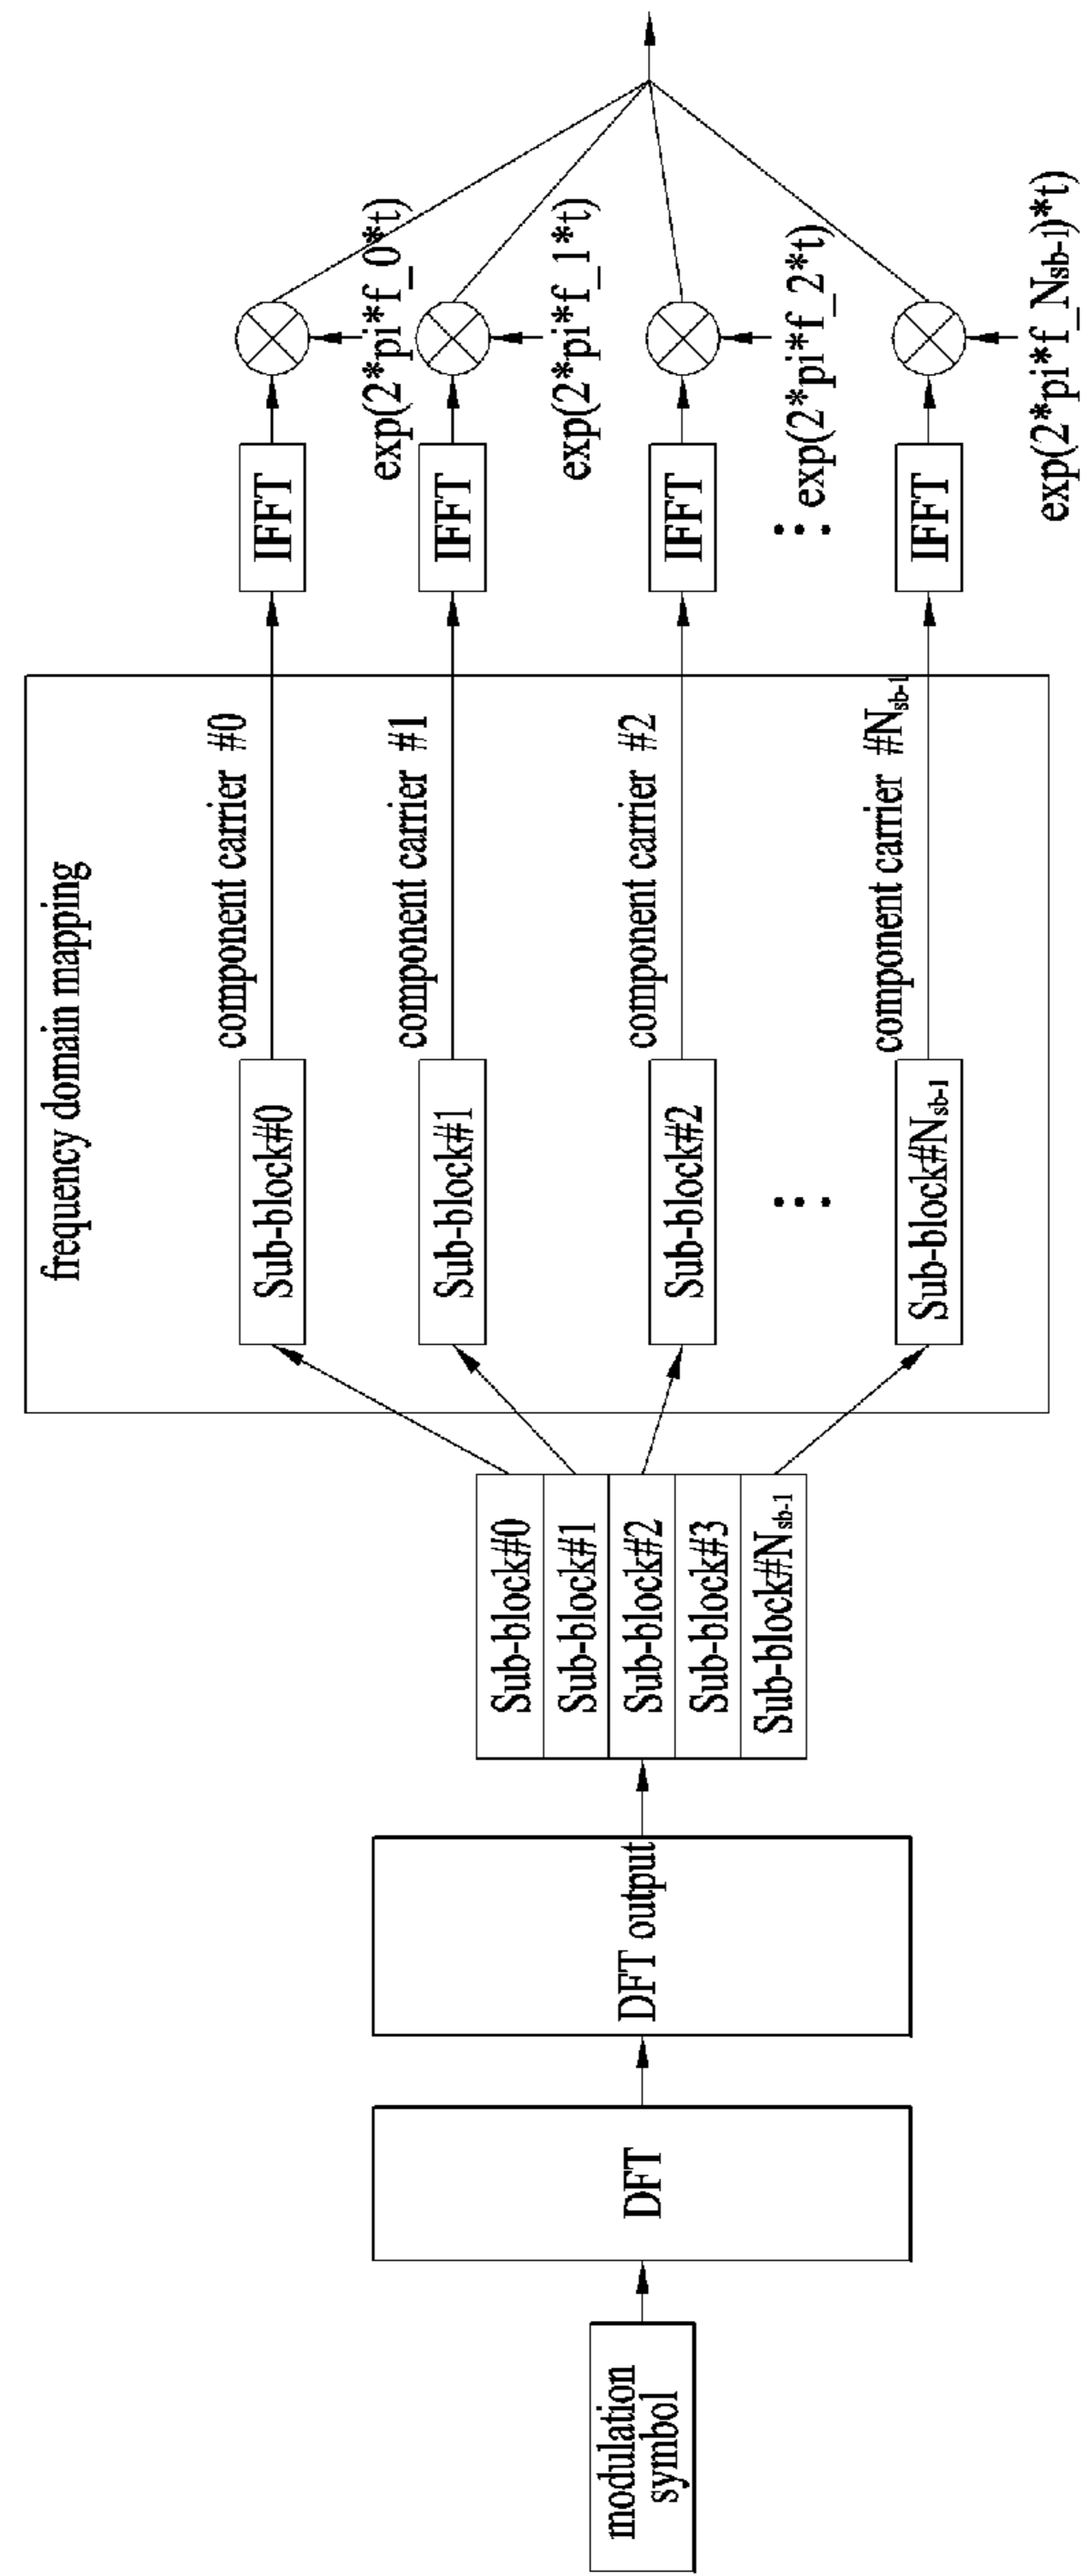 modulation
symbol
DFT
DFT output
Sub-block#0
Sub-block#1
Sub-block#2
Sub-block#3
Sub-block#Nsb-1
frequency domain mapping
Sub-block#0
component carrier #0
IFFT
exp(2*pi*f_0*t)
Sub-block#1
component carrier #1
IFFT
exp(2*pi*f_1*t)
Sub-block#2
component carrier #2
IFFT
exp(2*pi*f_2*t)
Sub-block#Nsb-1
component carrier #Nsb-1
IFFT
exp(2*pi*f_Nsb-1)*t)